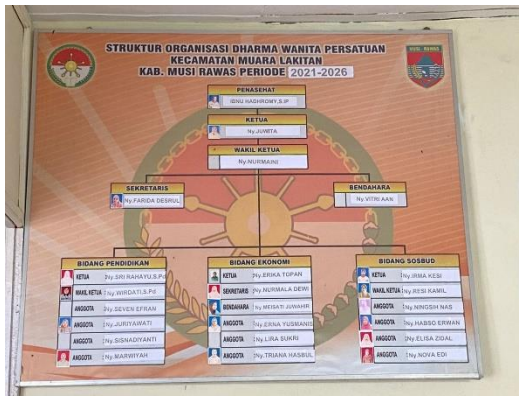 STRUKTUR ORGANISASI DHARMA WANITA PERSATUAN
KECAMATAN MUARA LAKITAN
KAB. MUSI RAWAS PERIODE 2021-2026
MUSI RAWAS
PENASEHAT
KETUA
Ny.JUWITA
WAKIL KETUA
Ny.NURMAINI
SEKRETARIS
Ny.FARIDA DESRUL
BENDAHARA
Ny.VITRI AAN
BIDANG PENDIDIKAN
KETUA :Ny.SRI RAHAYU,S.Pd
WAKIL KETUA :Ny.WIRDATI,S.Pd
ANGGOTA :Ny.SEVEN EFRAN
ANGGOTA :Ny.JURIYAWATI
ANGGOTA :Ny.SISNADIYANTI
ANGGOTA :Ny.MARWIYAH
BIDANG EKONOMI
KETUA :Ny.ERIKA TOPAN
SEKRETARIS :Ny.NURMALA DEWI
BENDAHARA :Ny.MEISATI JUWAHIR
ANGGOTA :Ny.ERNA YUSMANIS
ANGGOTA :Ny.LIRA SUKRI
ANGGOTA :Ny.TRIANA HASBUL
BIDANG SOSBUD
KETUA :Ny.IRMA KESI
WAKIL KETUA :Ny.RESI KAMIL
ANGGOTA :Ny.NINGSIH NAS
ANGGOTA :Ny.HABSO ERWAN
ANGGOTA :Ny.ELISA ZIDAL
ANGGOTA :Ny.NOVA EDI